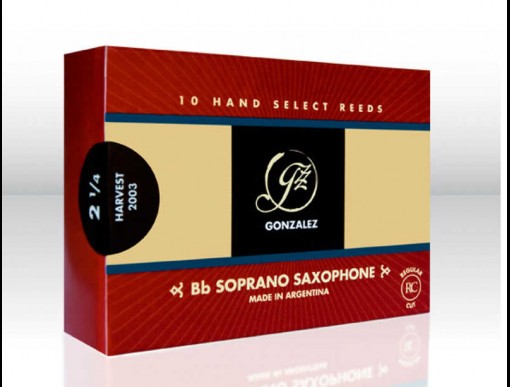 10 HAND SELECT REEDS
2 1/4
HARVEST
2003
gz
GONZALEZ
Bb SOPRANO SAXOPHONE
MADE IN ARGENTINA
REGULAR
RC
CUT